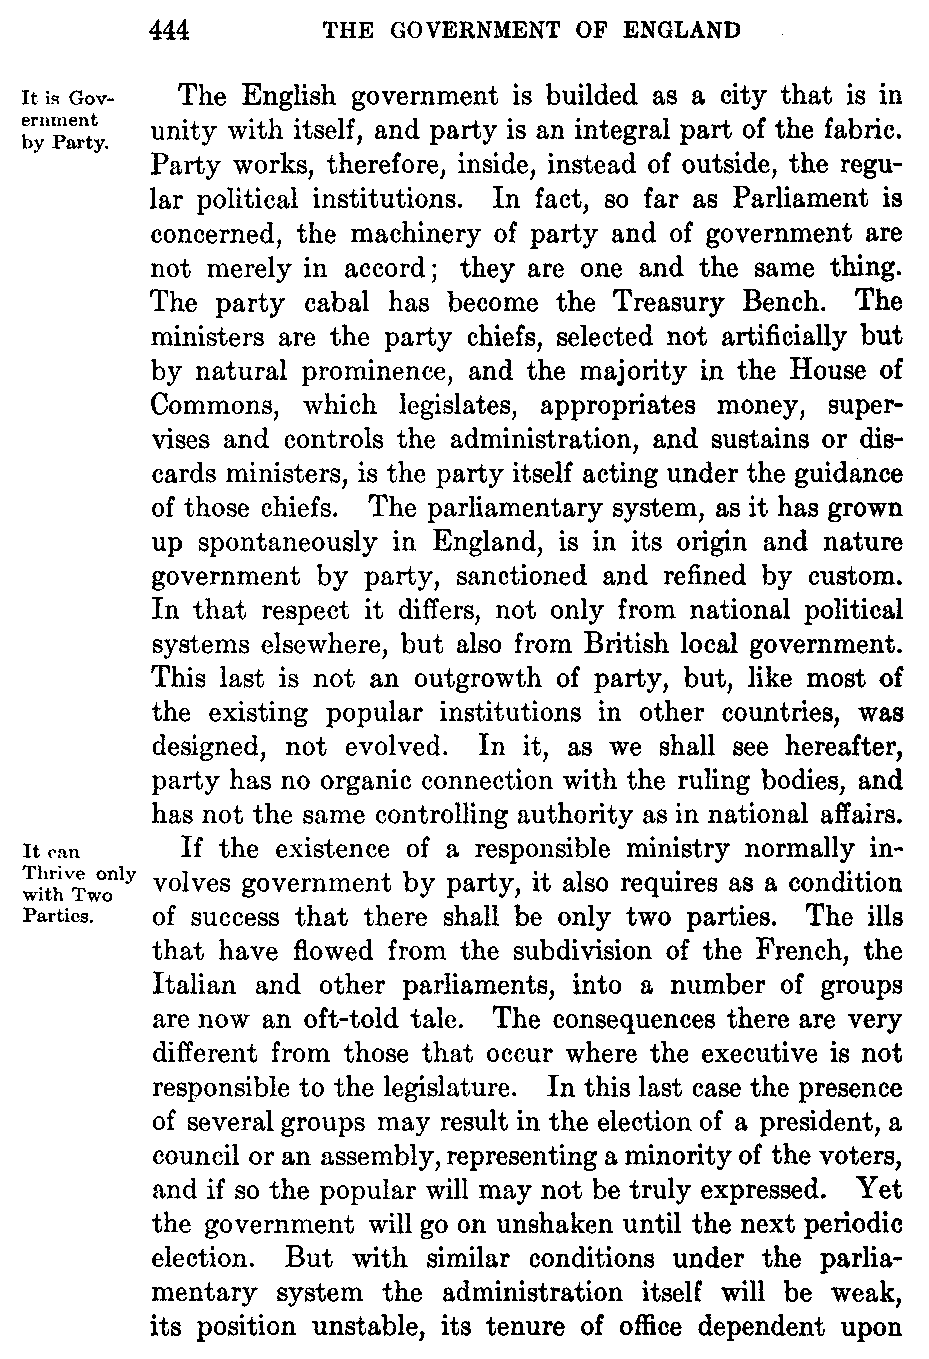 444 THE GOVERNMENT OF ENGLAND
It is Gov-
ernment
by Party.
The English government is builded as a city that is in
unity with itself, and party is an integral part of the fabric.
Party works, therefore, inside, instead of outside, the regu-
lar political institutions. In fact, so far as Parliament is
concerned, the machinery of party and of government are
not merely in accord; they are one and the same thing.
The party cabal has become the Treasury Bench. The
ministers are the party chiefs, selected not artificially but
by natural prominence, and the majority in the House of
Commons, which legislates, appropriates money, super-
vises and controls the administration, and sustains or dis-
cards ministers, is the party itself acting under the guidance
of those chiefs. The parliamentary system, as it has grown
up spontaneously in England, is in its origin and nature
government by party, sanctioned and refined by custom.
In that respect it differs, not only from national political
systems elsewhere, but also from British local government.
This last is not an outgrowth of party, but, like most of
the existing popular institutions in other countries, was
designed, not evolved. In it, as we shall see hereafter,
party has no organic connection with the ruling bodies, and
has not the same controlling authority as in national affairs.
It can
Thrive only
with Two
Parties.
If the existence of a responsible ministry normally in-
volves government by party, it also requires as a condition
of success that there shall be only two parties. The ills
that have flowed from the subdivision of the French, the
Italian and other parliaments, into a number of groups
are now an oft-told tale. The consequences there are very
different from those that occur where the executive is not
responsible to the legislature. In this last case the presence
of several groups may result in the election of a president, a
council or an assembly, representing a minority of the voters,
and if so the popular will may not be truly expressed. Yet
the government will go on unshaken until the next periodic
election. But with similar conditions under the parlia-
mentary system the administration itself will be weak,
its position unstable, its tenure of office dependent upon